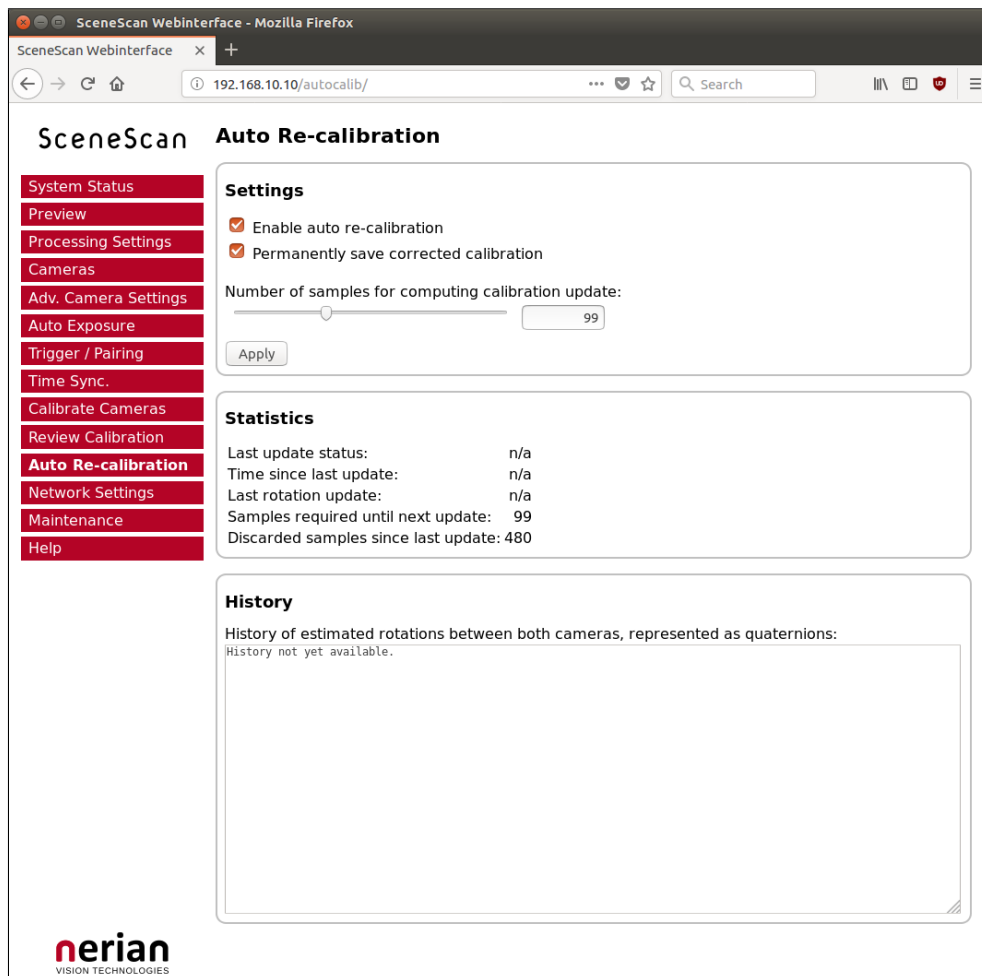 SceneScan Webinterface - Mozilla Firefox
SceneScan Webinterface
192.168.10.10/autocalib/
Search
SceneScan
System Status
Preview
Processing Settings
Cameras
Adv. Camera Settings
Auto Exposure
Trigger / Pairing
Time Sync.
Calibrate Cameras
Review Calibration
Auto Re-calibration
Network Settings
Maintenance
Help
Auto Re-calibration
Settings
Enable auto re-calibration
Permanently save corrected calibration
Number of samples for computing calibration update:
99
Apply
Statistics
Last update status: n/a
Time since last update: n/a
Last rotation update: n/a
Samples required until next update: 99
Discarded samples since last update: 480
History
History of estimated rotations between both cameras, represented as quaternions:
History not yet available.
nerian
VISION TECHNOLOGIES